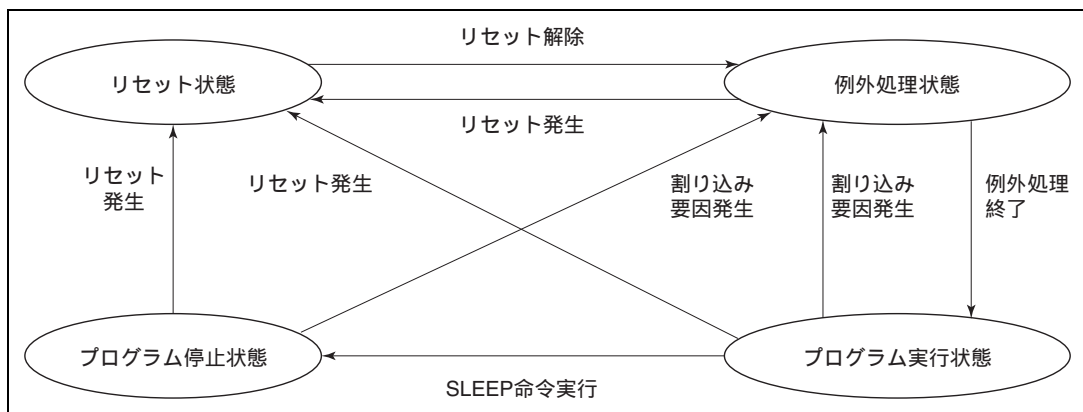 リセット解除
リセット状態
例外処理状態
リセット発生
リセット
発生
リセット発生
割り込み
要因発生
割り込み
要因発生
例外処理
終了
プログラム停止状態
プログラム実行状態
SLEEP命令実行